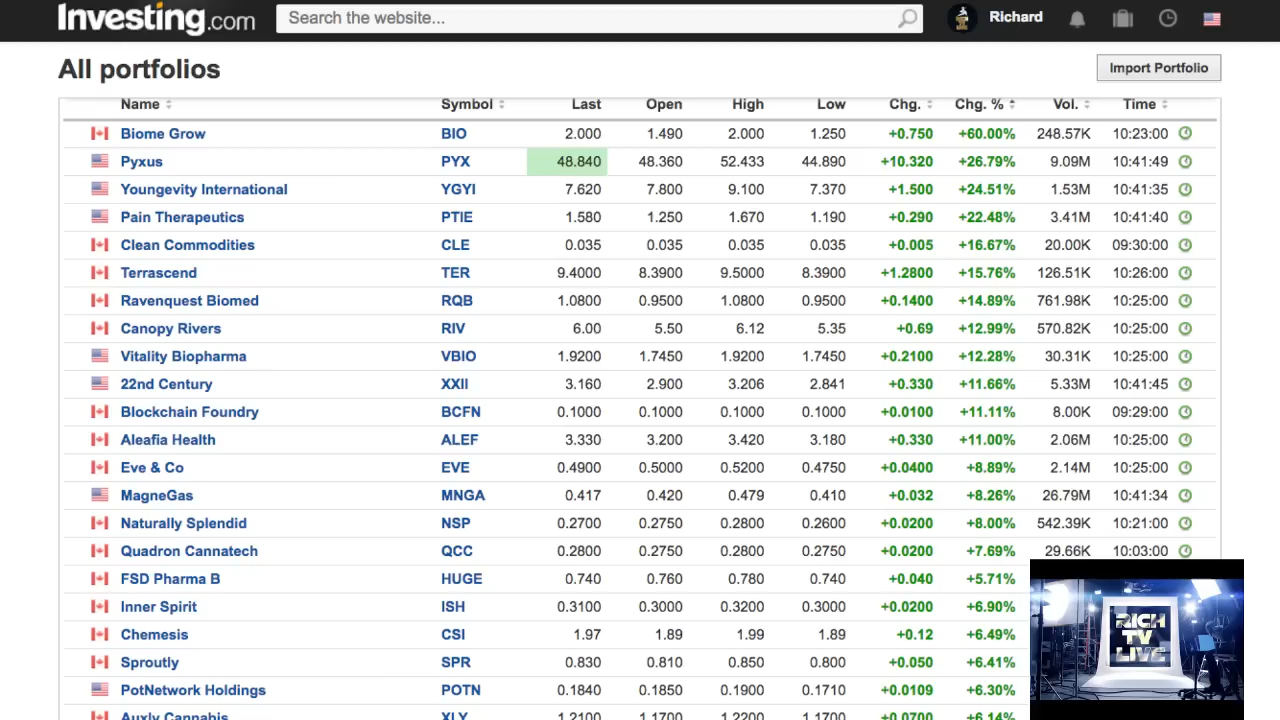 Investing.com Search the website... Richard
All portfolios Import Portfolio
Name Symbol Last Open High Low Chg. Chg. % Vol. Time
Biome Grow BIO 2.000 1.490 2.000 1.250 +0.750 +60.00% 248.57K 10:23:00
Pyxus PYX 48.840 48.360 52.433 44.890 +10.320 +26.79% 9.09M 10:41:49
Youngevity International YGYI 7.620 7.800 9.100 7.370 +1.500 +24.51% 1.53M 10:41:35
Pain Therapeutics PTIE 1.580 1.250 1.670 1.190 +0.290 +22.48% 3.41M 10:41:40
Clean Commodities CLE 0.035 0.035 0.035 0.035 +0.005 +16.67% 20.00K 09:30:00
Terrascend TER 9.4000 8.3900 9.5000 8.3900 +1.2800 +15.76% 126.51K 10:26:00
Ravenquest Biomed RQB 1.0800 0.9500 1.0800 0.9500 +0.1400 +14.89% 761.98K 10:25:00
Canopy Rivers RIV 6.00 5.50 6.12 5.35 +0.69 +12.99% 570.82K 10:25:00
Vitality Biopharma VBIO 1.9200 1.7450 1.9200 1.7450 +0.2100 +12.28% 30.31K 10:25:00
22nd Century XXII 3.160 2.900 3.206 2.841 +0.330 +11.66% 5.33M 10:41:45
Blockchain Foundry BCFN 0.1000 0.1000 0.1000 0.1000 +0.0100 +11.11% 8.00K 09:29:00
Aleafia Health ALEF 3.330 3.200 3.420 3.180 +0.330 +11.00% 2.06M 10:25:00
Eve & Co EVE 0.4900 0.5000 0.5200 0.4750 +0.0400 +8.89% 2.14M 10:25:00
MagneGas MNGA 0.417 0.420 0.479 0.410 +0.032 +8.26% 26.79M 10:41:34
Naturally Splendid NSP 0.2700 0.2750 0.2800 0.2600 +0.0200 +8.00% 542.39K 10:21:00
Quadron Cannatech QCC 0.2800 0.2750 0.2800 0.2750 +0.0200 +7.69% 29.66K 10:03:00
FSD Pharma B HUGE 0.740 0.760 0.780 0.740 +0.040 +5.71%
Inner Spirit ISH 0.3100 0.3000 0.3200 0.3000 +0.0200 +6.90%
Chemesis CSI 1.97 1.89 1.99 1.89 +0.12 +6.49%
Sproutly SPR 0.830 0.810 0.850 0.800 +0.050 +6.41%
PotNetwork Holdings POTN 0.1840 0.1850 0.1900 0.1710 +0.0109 +6.30%
Auxly Cannabis XLY 1.2100 1.1700 1.2200 1.1700 +0.0700 +6.14%
RICH
TV
LIVE